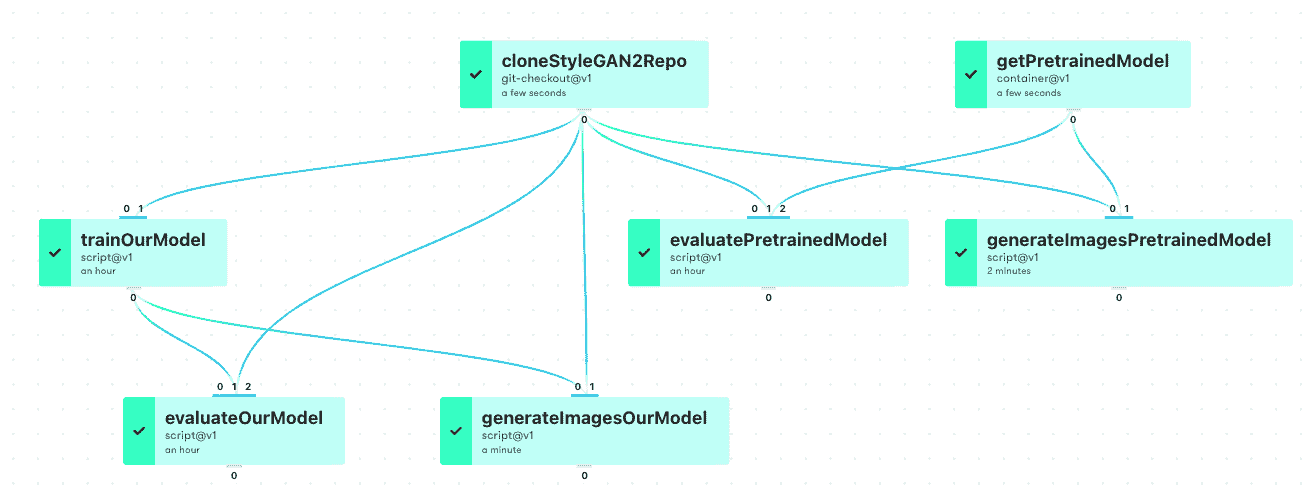 cloneStyleGAN2Repo
git-checkout@v1
a few seconds
0
getPretrainedModel
container@v1
a few seconds
0
0 1
trainOurModel
script@v1
an hour
0
0 1 2
evaluatePretrainedModel
script@v1
an hour
0
0 1
generateImagesPretrainedModel
script@v1
2 minutes
0
0 1 2
evaluateOurModel
script@v1
an hour
0
0 1
generateImagesOurModel
script@v1
a minute
0